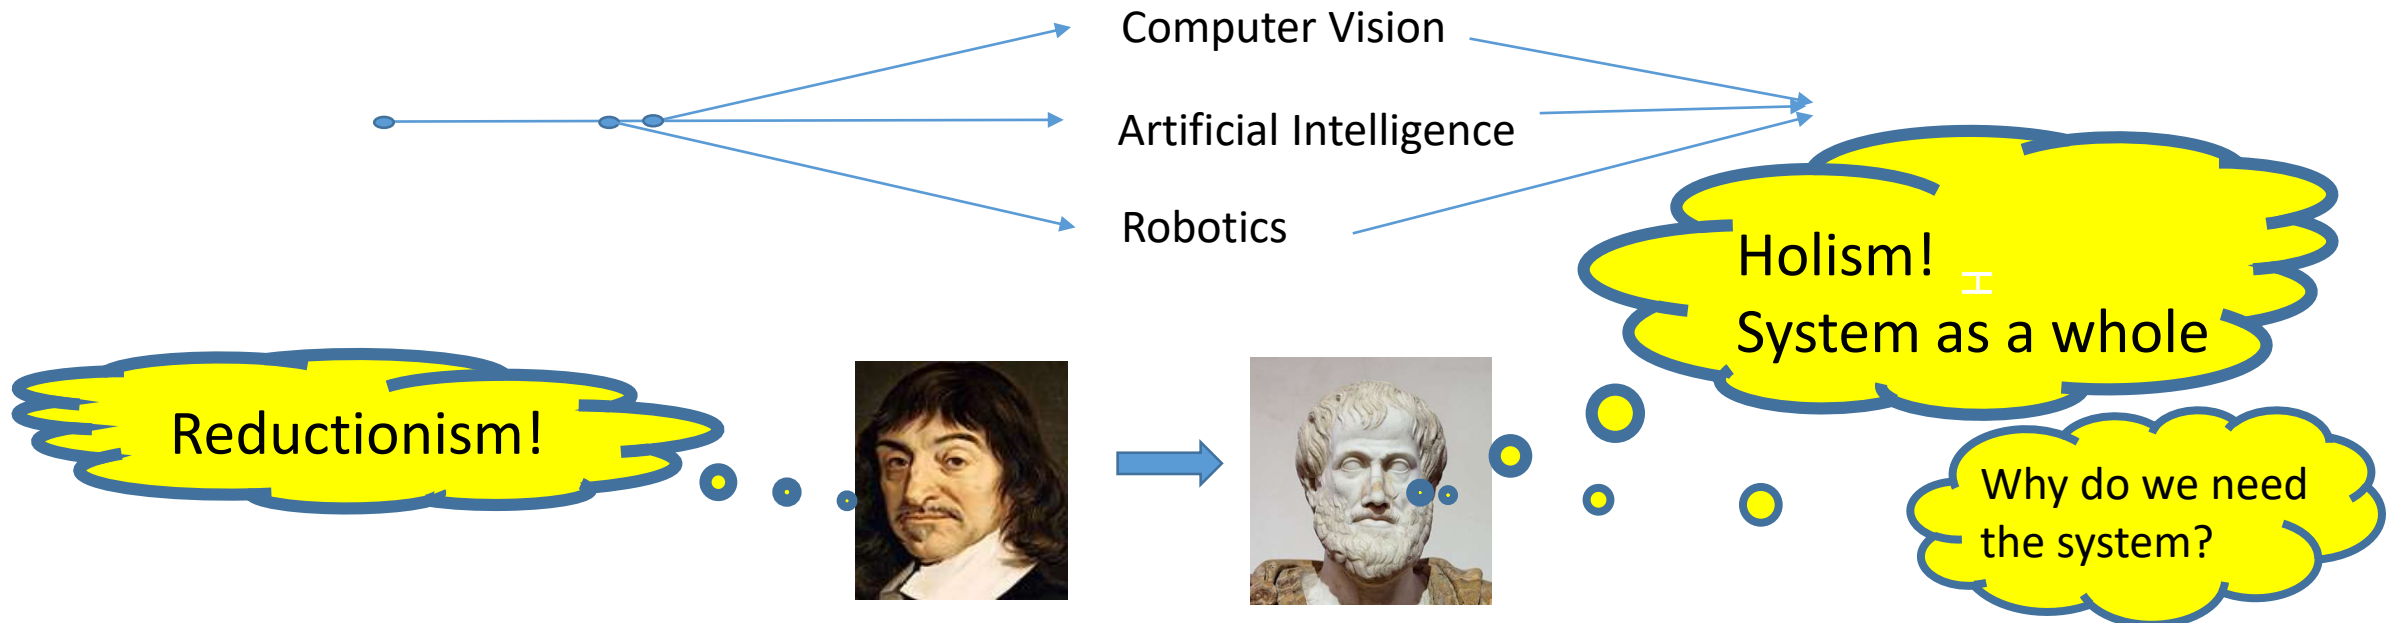 Computer Vision
Artificial Intelligence
Robotics
Holism!
System as a whole
Reductionism!
Why do we need
the system?